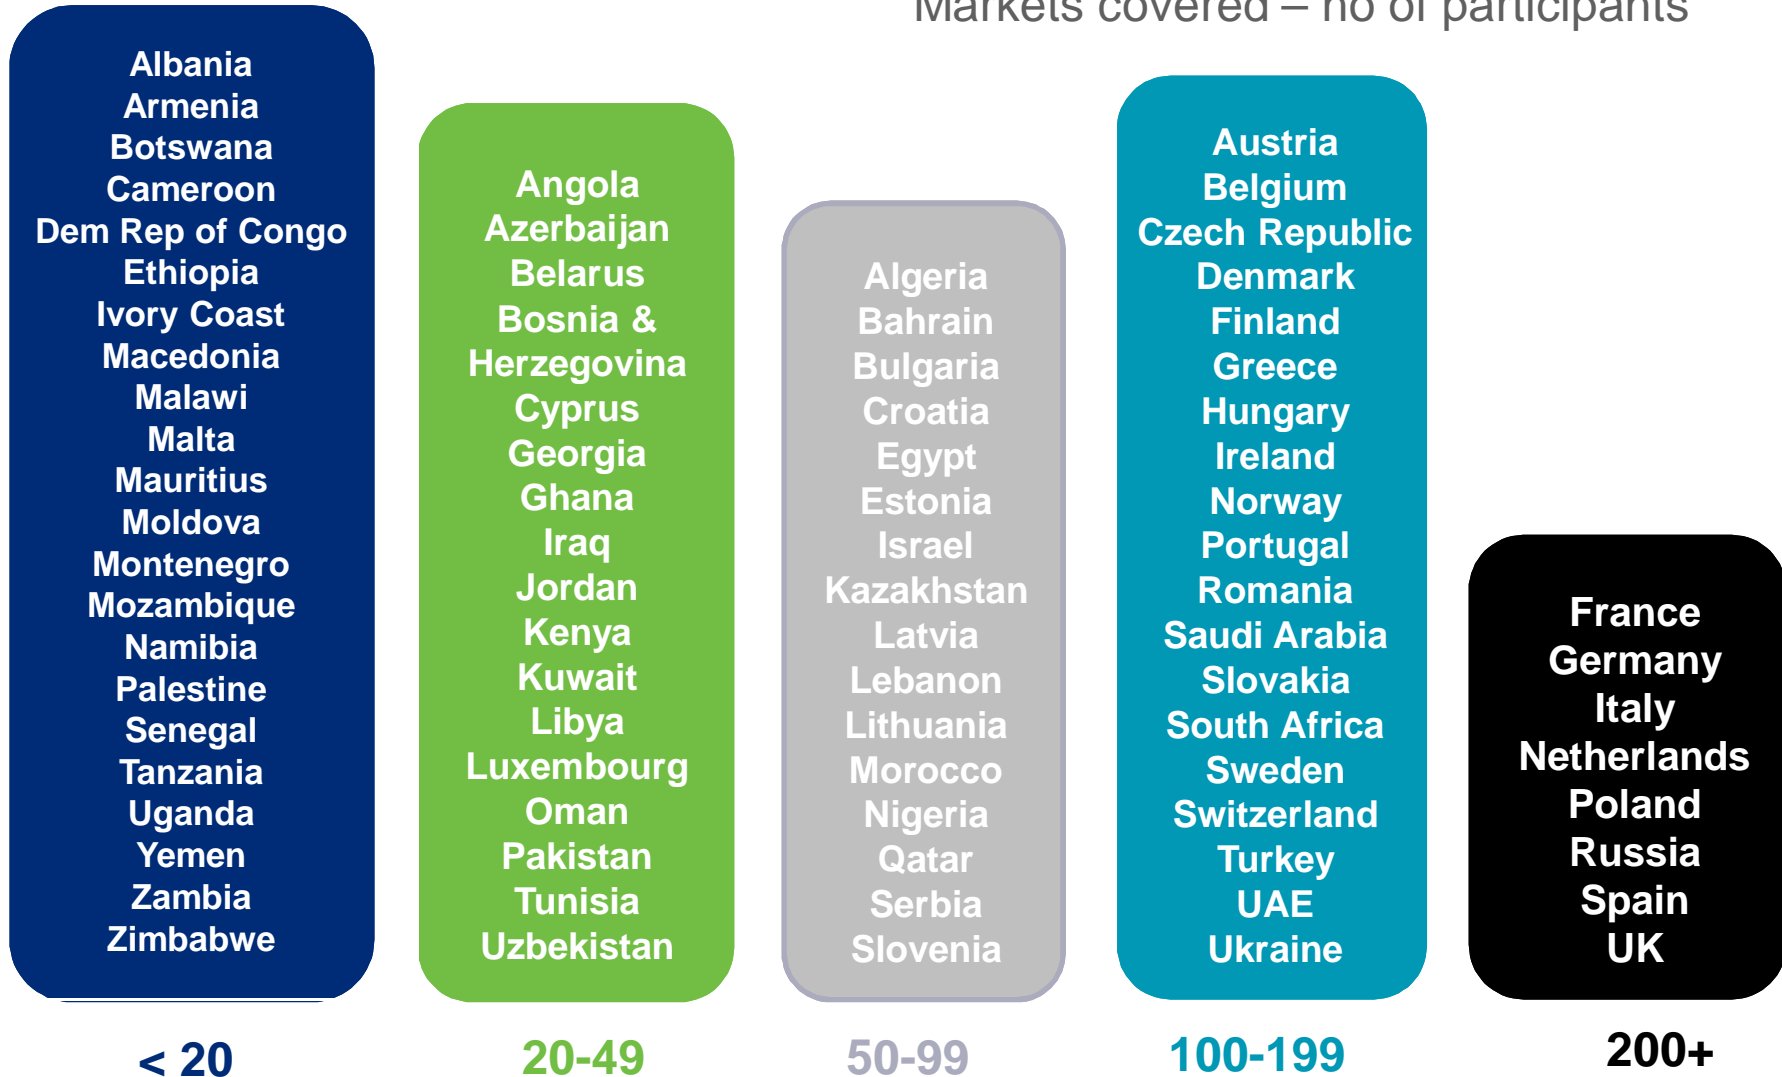 Markets covered – no of participants
Albania
Armenia
Botswana
Cameroon
Dem Rep of Congo
Ethiopia
Ivory Coast
Macedonia
Malawi
Malta
Mauritius
Moldova
Montenegro
Mozambique
Namibia
Palestine
Senegal
Tanzania
Uganda
Yemen
Zambia
Zimbabwe
< 20
Angola
Azerbaijan
Belarus
Bosnia &
Herzegovina
Cyprus
Georgia
Ghana
Iraq
Jordan
Kenya
Kuwait
Libya
Luxembourg
Oman
Pakistan
Tunisia
Uzbekistan
20-49
Algeria
Bahrain
Bulgaria
Croatia
Egypt
Estonia
Israel
Kazakhstan
Latvia
Lebanon
Lithuania
Morocco
Nigeria
Qatar
Serbia
Slovenia
50-99
Austria
Belgium
Czech Republic
Denmark
Finland
Greece
Hungary
Ireland
Norway
Portugal
Romania
Saudi Arabia
Slovakia
South Africa
Sweden
Switzerland
Turkey
UAE
Ukraine
100-199
France
Germany
Italy
Netherlands
Poland
Russia
Spain
UK
200+